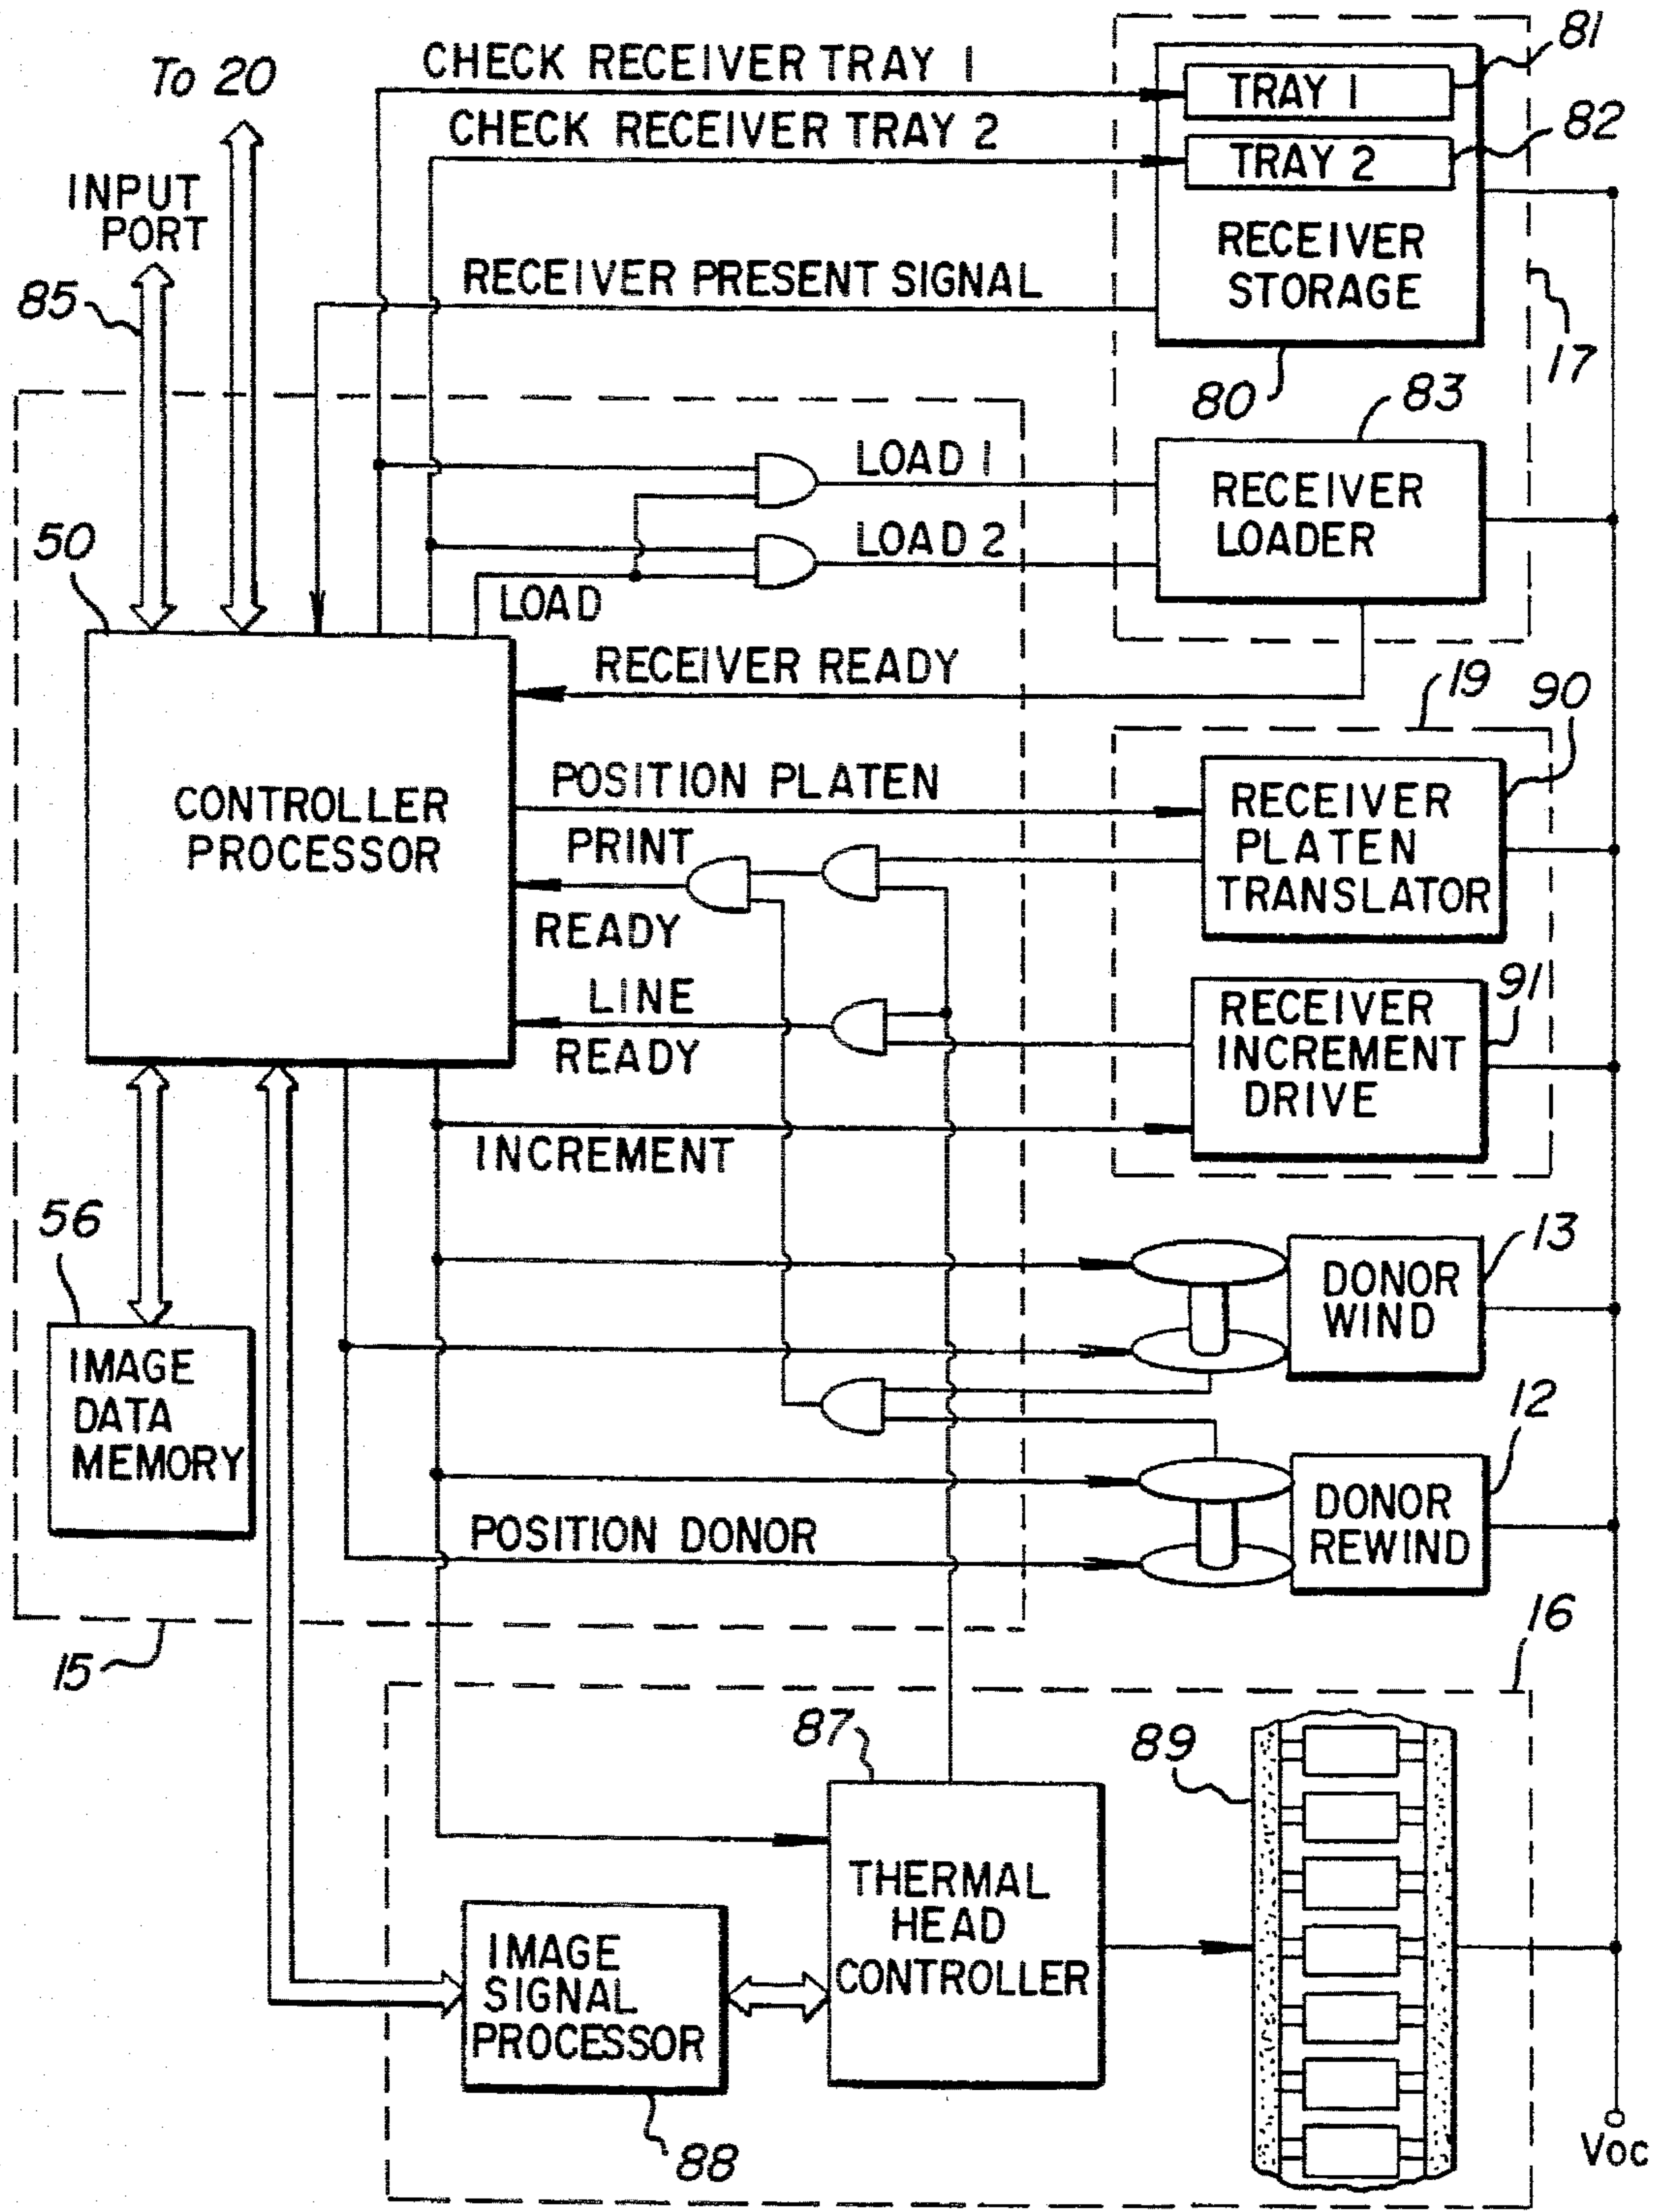 To 20
CHECK RECEIVER TRAY 1
TRAY 1
81
CHECK RECEIVER TRAY 2
TRAY 2
82
INPUT
PORT
85
RECEIVER PRESENT SIGNAL
RECEIVER
STORAGE
17
80
83
LOAD 1
RECEIVER
LOADER
50
LOAD 2
LOAD
RECEIVER READY
19
90
POSITION PLATEN
CONTROLLER
PROCESSOR
RECEIVER
PLATEN
TRANSLATOR
PRINT
READY
LINE
READY
91
RECEIVER
INCREMENT
DRIVE
INCREMENT
56
13
DONOR
WIND
IMAGE
DATA
MEMORY
12
DONOR
REWIND
POSITION DONOR
15
16
87
89
THERMAL
HEAD
CONTROLLER
IMAGE
SIGNAL
PROCESSOR
88
VOC